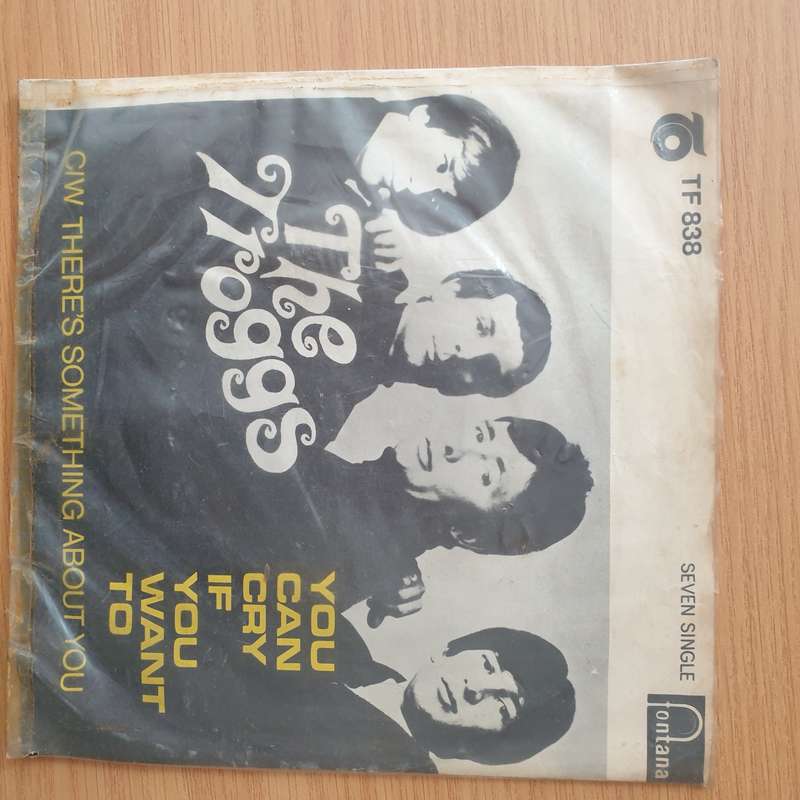 TF 838
SEVEN SINGLE
fontana
The
Troggs
YOU
CAN
CRY
IF
YOU
WANT
TO
C/W THERE'S SOMETHING ABOUT YOU